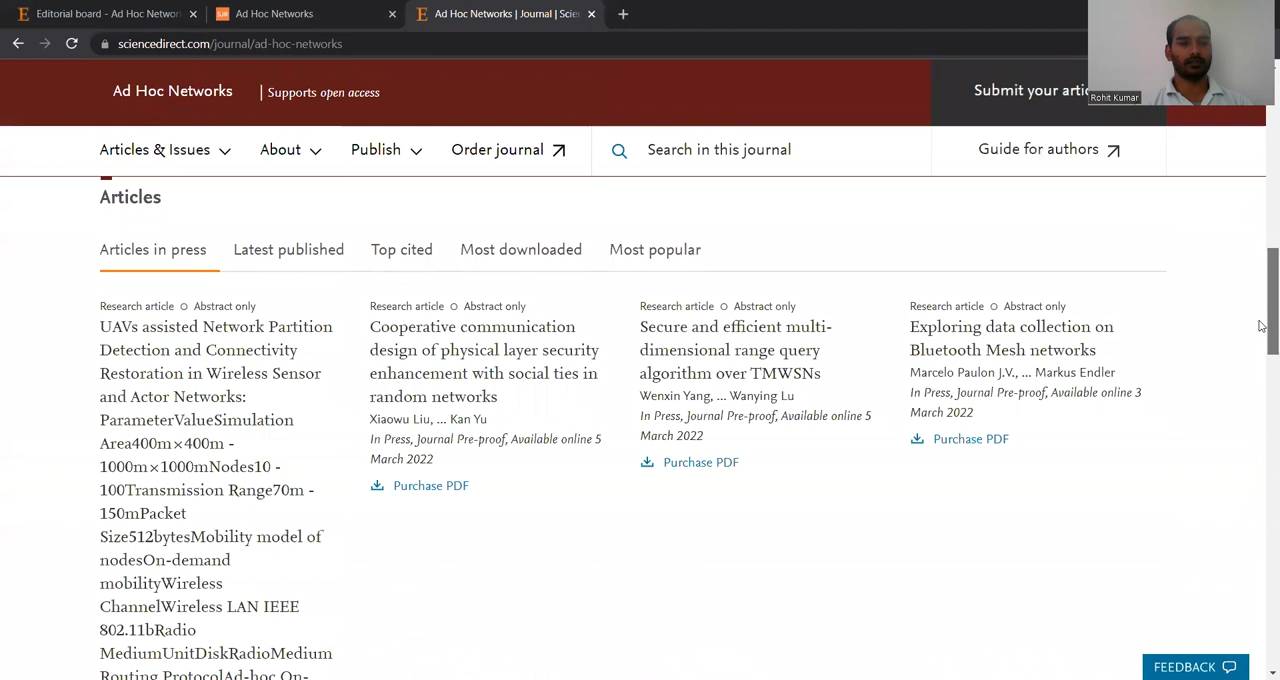 Editorial board - Ad Hoc Networ
Ad Hoc Networks
Ad Hoc Networks | Journal | Scie
sciencedirect.com/journal/ad-hoc-networks
Rohit Kumar
Ad Hoc Networks
Supports open access
Submit your arti
Articles & Issues
About
Publish
Order journal
Search in this journal
Guide for authors
Articles
Articles in press
Latest published
Top cited
Most downloaded
Most popular
Research article Abstract only
UAVs assisted Network Partition
Detection and Connectivity
Restoration in Wireless Sensor
and Actor Networks:
ParameterValueSimulation
Area400m×400m -
1000m×1000mNodes10 -
100Transmission Range70m -
150mPacket
Size512bytesMobility model of
nodesOn-demand
mobilityWireless
ChannelWireless LAN IEEE
802.11bRadio
MediumUnitDiskRadioMedium
Routing ProtocolAd-hoc On-
Research article Abstract only
Cooperative communication
design of physical layer security
enhancement with social ties in
random networks
Xiaowu Liu, ... Kan Yu
In Press, Journal Pre-proof, Available online 5
March 2022
Purchase PDF
Research article Abstract only
Secure and efficient multi-
dimensional range query
algorithm over TMWSNs
Wenxin Yang, ... Wanying Lu
In Press, Journal Pre-proof, Available online 5
March 2022
Purchase PDF
Research article Abstract only
Exploring data collection on
Bluetooth Mesh networks
Marcelo Paulon J.V., ... Markus Endler
In Press, Journal Pre-proof, Available online 3
March 2022
Purchase PDF
FEEDBACK